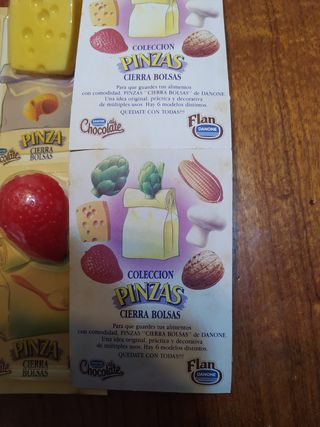 COLECCION
PINZAS
CIERRA BOLSAS
Para que guardes tus alimentos
con comodidad, PINZAS "CIERRA BOLSAS" de DANONE
Una idea original, práctica y decorativa
de múltiples usos. Hay 6 modelos distintos.
QUEDATE CON TODAS!!!
al Chocolate
Flan
DANONE
PINZA
CIERRA
BOLSAS
COLECCION
PINZAS
CIERRA BOLSAS
Para que guardes tus alimentos
con comodidad, PINZAS "CIERRA BOLSAS" de DANONE
Una idea original, práctica y decorativa
de múltiples usos. Hay 6 modelos distintos.
QUEDATE CON TODAS!!!
al Chocolate
Flan
DANONE
PINZA
CIERRA
BOLSAS